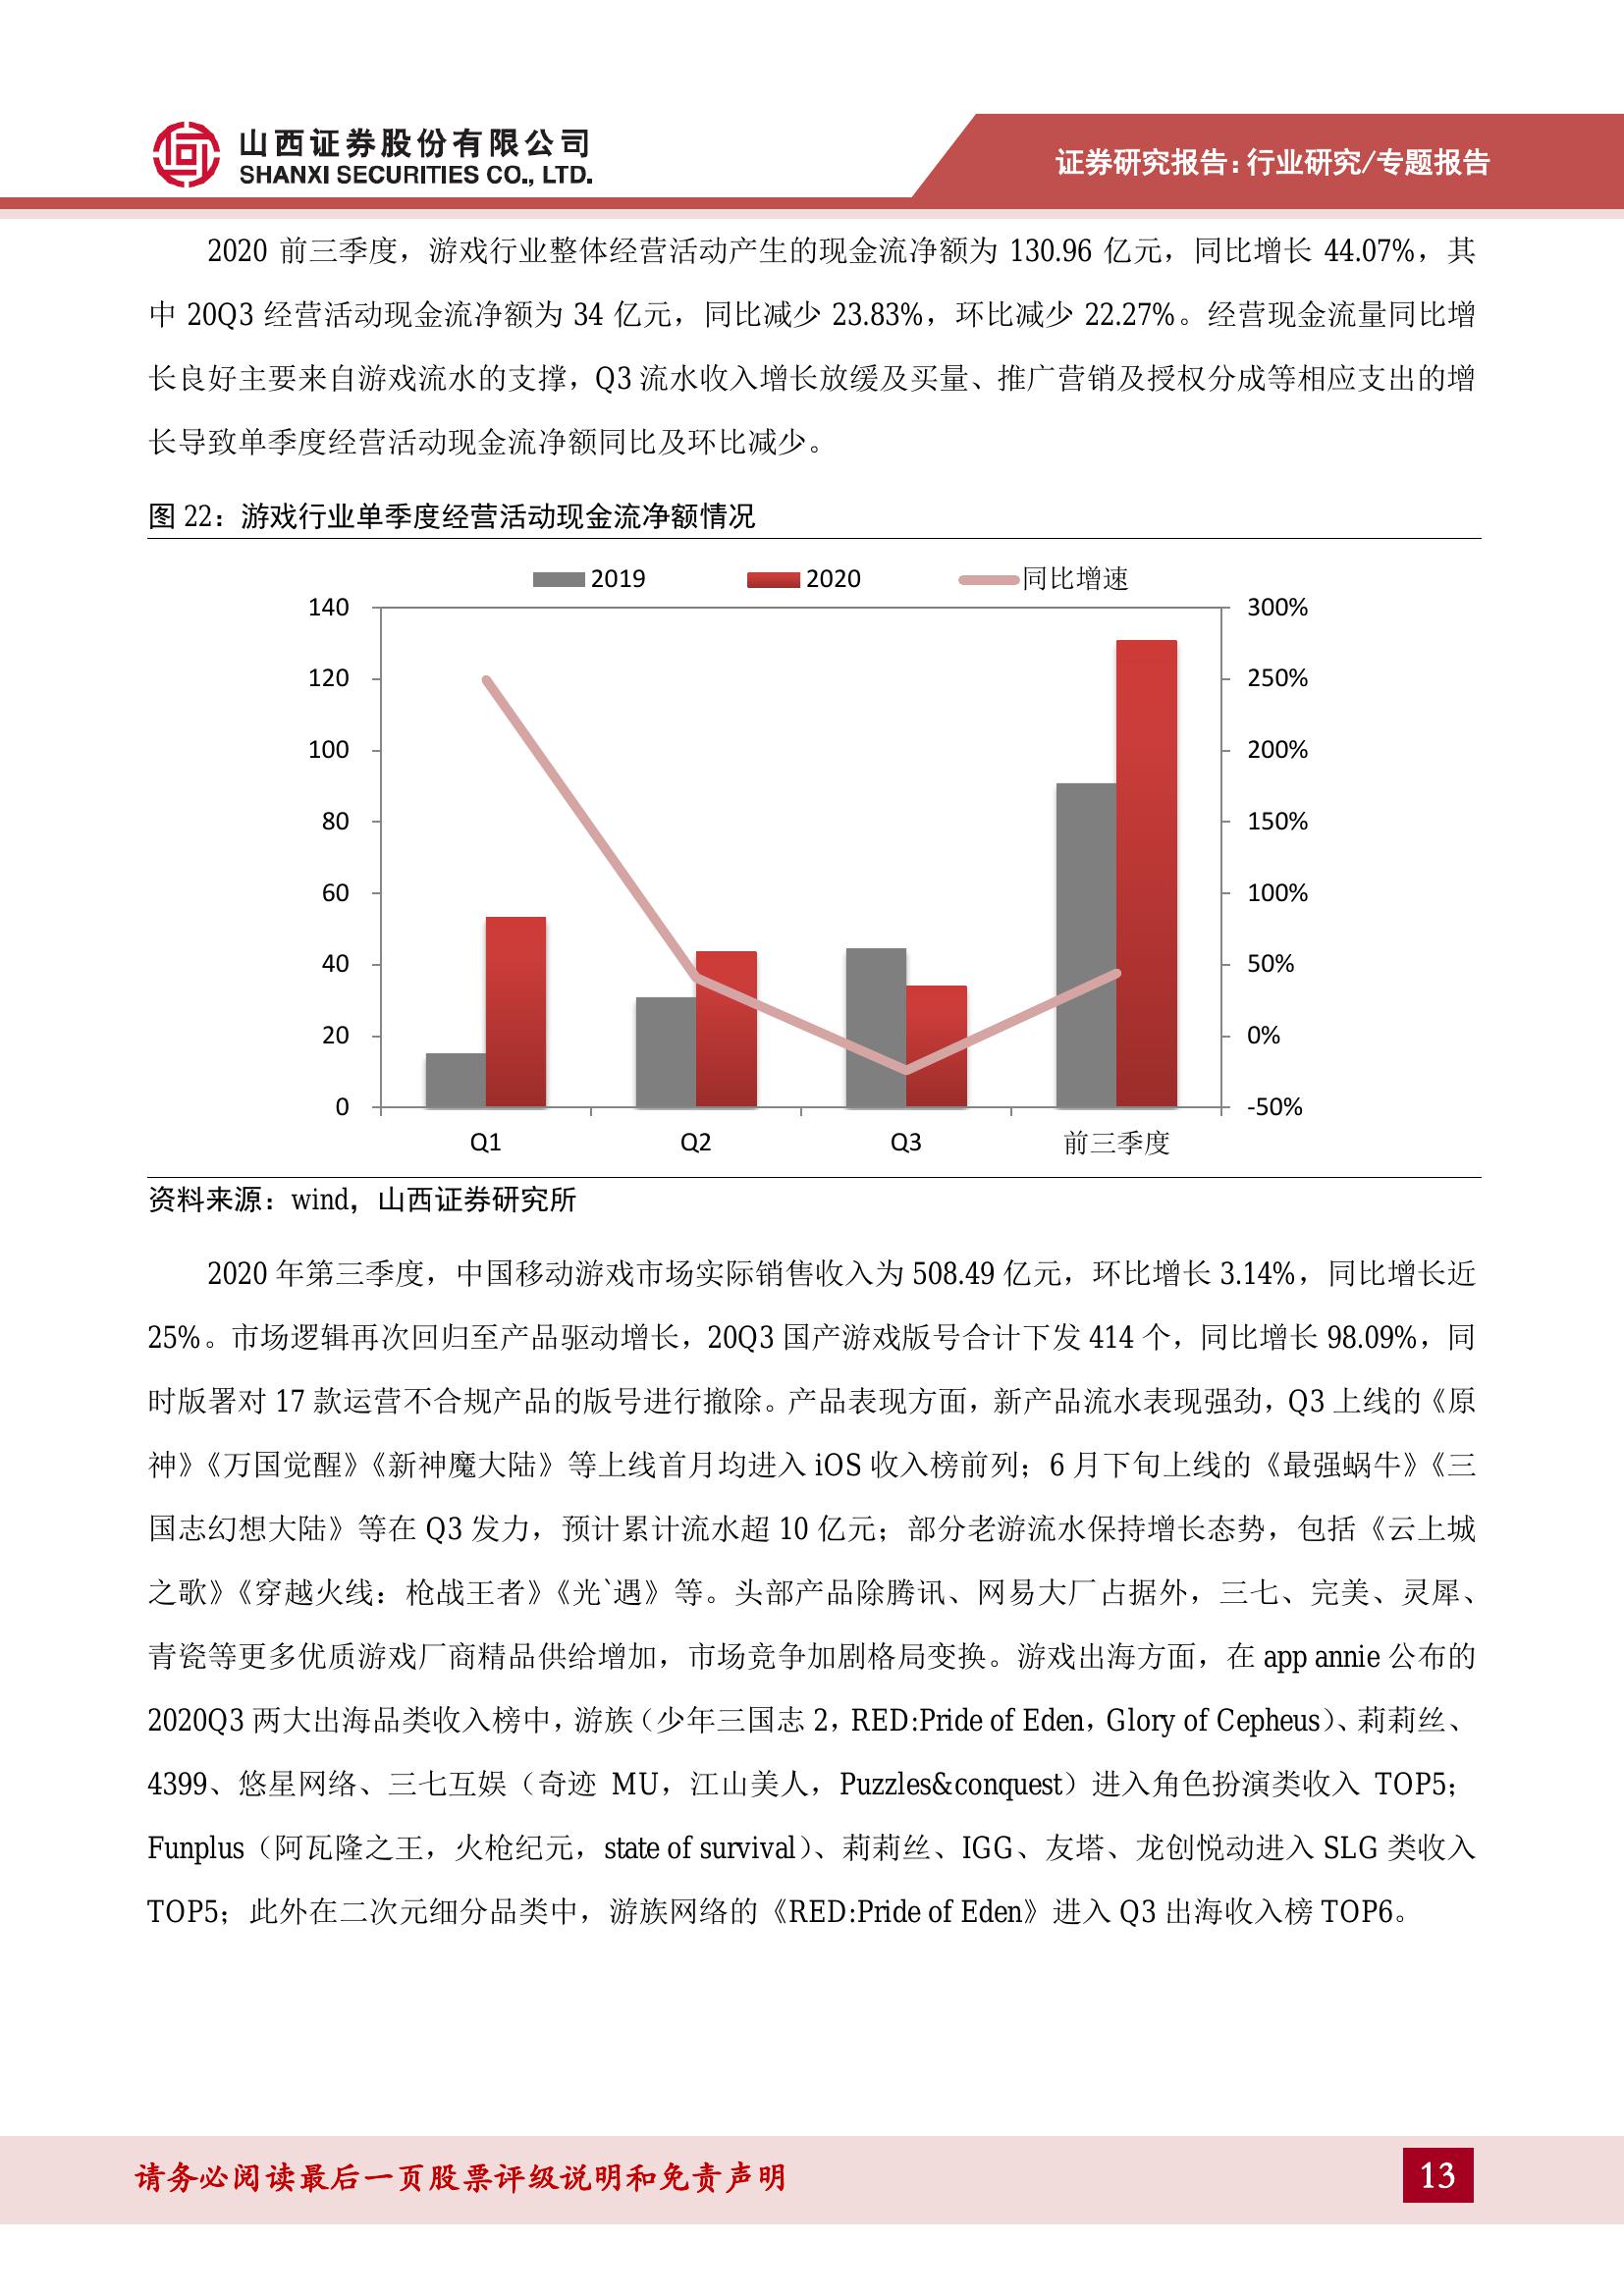 山西证券股份有限公司
SHANXI SECURITIES CO., LTD.
证券研究报告:行业研究/专题报告
2020 前三季度，游戏行业整体经营活动产生的现金流净额为 130.96 亿元，同比增长 44.07%，其
中 20Q3 经营活动现金流净额为 34 亿元，同比减少 23.83%，环比减少 22.27%。经营现金流量同比增
长良好主要来自游戏流水的支撑，Q3 流水收入增长放缓及买量、推广营销及授权分成等相应支出的增
长导致单季度经营活动现金流净额同比及环比减少。
图 22：游戏行业单季度经营活动现金流净额情况
2019 2020 同比增速
140 300%
120 250%
100 200%
80 150%
60 100%
40 50%
20 0%
0 -50%
Q1 Q2 Q3 前三季度
资料来源：wind，山西证券研究所
2020 年第三季度，中国移动游戏市场实际销售收入为 508.49 亿元，环比增长 3.14%，同比增长近
25%。市场逻辑再次回归至产品驱动增长，20Q3 国产游戏版号合计下发 414 个，同比增长 98.09%，同
时版署对 17 款运营不合规产品的版号进行撤除。产品表现方面，新产品流水表现强劲，Q3 上线的《原
神》《万国觉醒》《新神魔大陆》等上线首月均进入 iOS 收入榜前列；6 月下旬上线的《最强蜗牛》《三
国志幻想大陆》等在 Q3 发力，预计累计流水超 10 亿元；部分老游流水保持增长态势，包括《云上城
之歌》《穿越火线：枪战王者》《光`遇》等。头部产品除腾讯、网易大厂占据外，三七、完美、灵犀、
青瓷等更多优质游戏厂商精品供给增加，市场竞争加剧格局变换。游戏出海方面，在 app annie 公布的
2020Q3 两大出海品类收入榜中，游族（少年三国志 2，RED:Pride of Eden，Glory of Cepheus）、莉莉丝、
4399、悠星网络、三七互娱（奇迹 MU，江山美人，Puzzles&conquest）进入角色扮演类收入 TOP5；
Funplus（阿瓦隆之王，火枪纪元，state of survival）、莉莉丝、IGG、友塔、龙创悦动进入 SLG 类收入
TOP5；此外在二次元细分品类中，游族网络的《RED:Pride of Eden》进入 Q3 出海收入榜 TOP6。
请务必阅读最后一页股票评级说明和免责声明
13